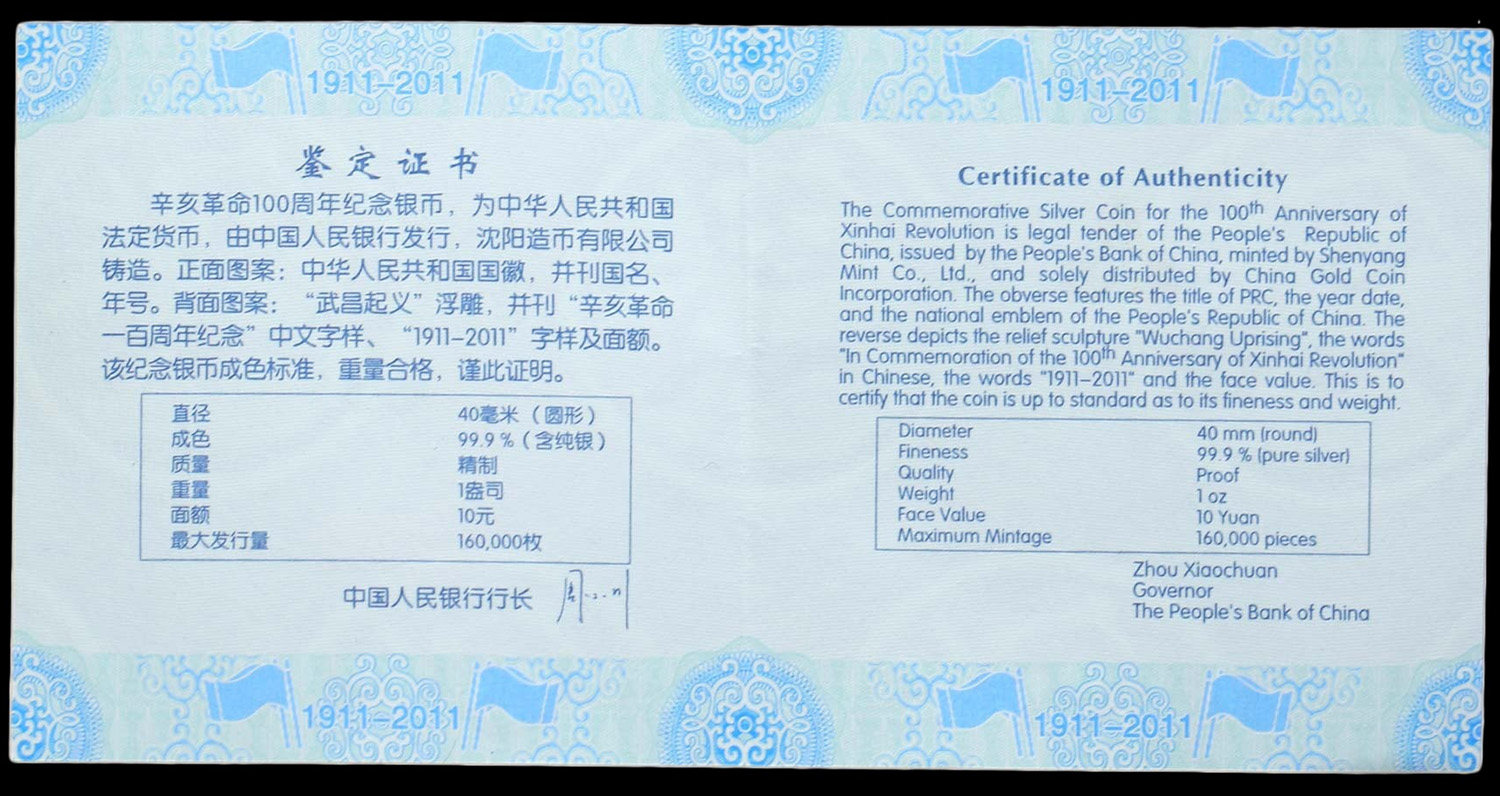 1911–2011
1911–2011
鉴定证书
辛亥革命100周年纪念银币，为中华人民共和国
法定货币，由中国人民银行发行，沈阳造币有限公司
铸造。正面图案：中华人民共和国国徽，并刊国名、
年号。背面图案：“武昌起义”浮雕，并刊“辛亥革命
一百周年纪念”中文字样、“1911–2011”字样及面额。
该纪念银币成色标准，重量合格，谨此证明。
直径 40毫米（圆形）
成色 99.9％（含纯银）
质量 精制
重量 1盎司
面额 10元
最大发行量 160,000枚
中国人民银行行长
Certificate of Authenticity
The Commemorative Silver Coin for the 100th Anniversary of
Xinhai Revolution is legal tender of the People's Republic of
China, issued by the People's Bank of China, minted by Shenyang
Mint Co., Ltd., and solely distributed by China Gold Coin
Incorporation. The obverse features the title of PRC, the year date,
and the national emblem of the People's Republic of China. The
reverse depicts the relief sculpture "Wuchang Uprising", the words
"In Commemoration of the 100th Anniversary of Xinhai Revolution"
in Chinese, the words "1911–2011" and the face value. This is to
certify that the coin is up to standard as to its fineness and weight.
Diameter 40 mm (round)
Fineness 99.9 % (pure silver)
Quality Proof
Weight 1 oz
Face Value 10 Yuan
Maximum Mintage 160,000 pieces
Zhou Xiaochuan
Governor
The People's Bank of China
1911–2011
1911–2011